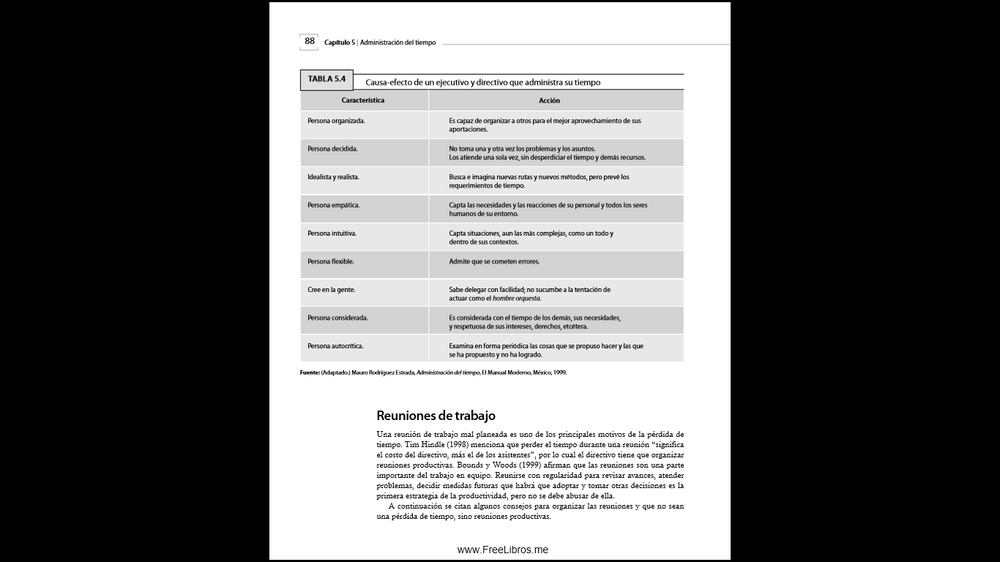 88 Capítulo 5 | Administración del tiempo
TABLA 5.4 Causa-efecto de un ejecutivo y directivo que administra su tiempo
Característica Acción
Persona organizada. Es capaz de organizar a otros para el mejor aprovechamiento de sus
aportaciones.
Persona decidida. No toma una y otra vez los problemas y los asuntos.
Los atiende una sola vez, sin desperdiciar el tiempo y demás recursos.
Idealista y realista. Busca e imagina nuevas rutas y nuevos métodos, pero prevé los
requerimientos de tiempo.
Persona empática. Capta las necesidades y las reacciones de su personal y todos los seres
humanos de su entorno.
Persona intuitiva. Capta situaciones, aun las más complejas, como un todo y
dentro de sus contextos.
Persona flexible. Admite que se cometen errores.
Cree en la gente. Sabe delegar con facilidad; no sucumbe a la tentación de
actuar como el hombre orquesta.
Persona considerada. Es considerada con el tiempo de los demás, sus necesidades,
y respetuosa de sus intereses, derechos, etcétera.
Persona autocrítica. Examina en forma periódica las cosas que se propuso hacer y las que
se ha propuesto y no ha logrado.
Fuente: (Adaptado.) Mauro Rodríguez Estrada, Administración del tiempo, El Manual Moderno, México, 1999.
Reuniones de trabajo
Una reunión de trabajo mal planeada es uno de los principales motivos de la pérdida de
tiempo. Tim Hindle (1998) menciona que perder el tiempo durante una reunión “significa
el costo del directivo, más el de los asistentes”, por lo cual el directivo tiene que organizar
reuniones productivas. Bounds y Woods (1999) afirman que las reuniones son una parte
importante del trabajo en equipo. Reunirse con regularidad para revisar avances, atender
problemas, decidir medidas futuras que habrá que adoptar y tomar otras decisiones es la
primera estrategia de la productividad, pero no se debe abusar de ella.
A continuación se citan algunos consejos para organizar las reuniones y que no sean
una pérdida de tiempo, sino reuniones productivas.
www.FreeLibros.me